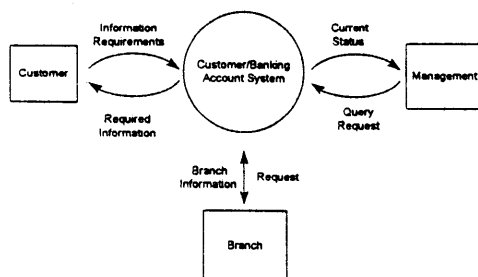 Information
Requirements
Current
Status
Customer
Customer/Banking
Account System
Management
Required
Information
Query
Request
Branch
Information
Request
Branch